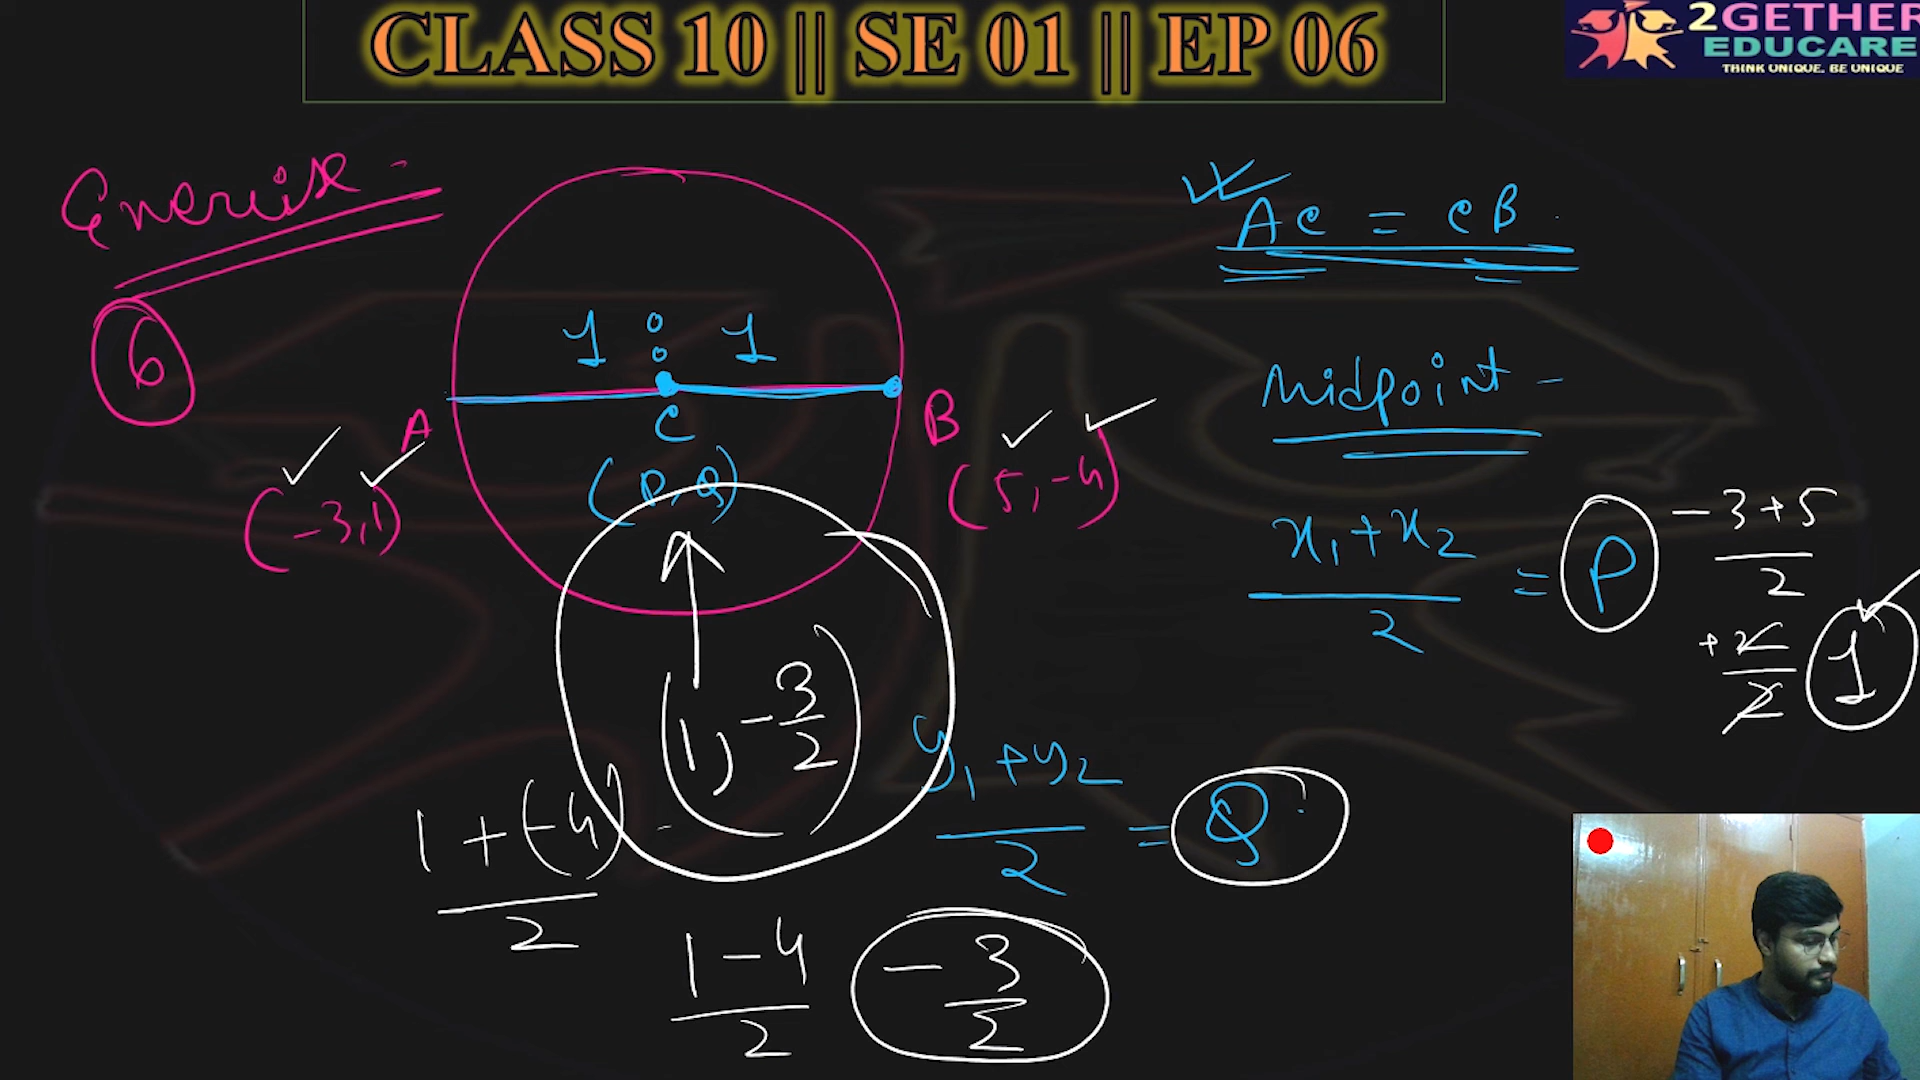 CLASS 10 || SE 01 || EP 06
2GETHER
EDUCARE
THINK UNIQUE, BE UNIQUE
Exercise -
6
1 : 1
A
C
B
(-3,1)
(P,Q)
(5,-4)
AC = CB
Midpoint -
x₁+x₂ / 2 = P
-3+5 / 2
+2/2 1
(1, -3/2)
y₁+y₂ / 2 = Q
1+(-4) / 2
1-4 / 2
-3/2